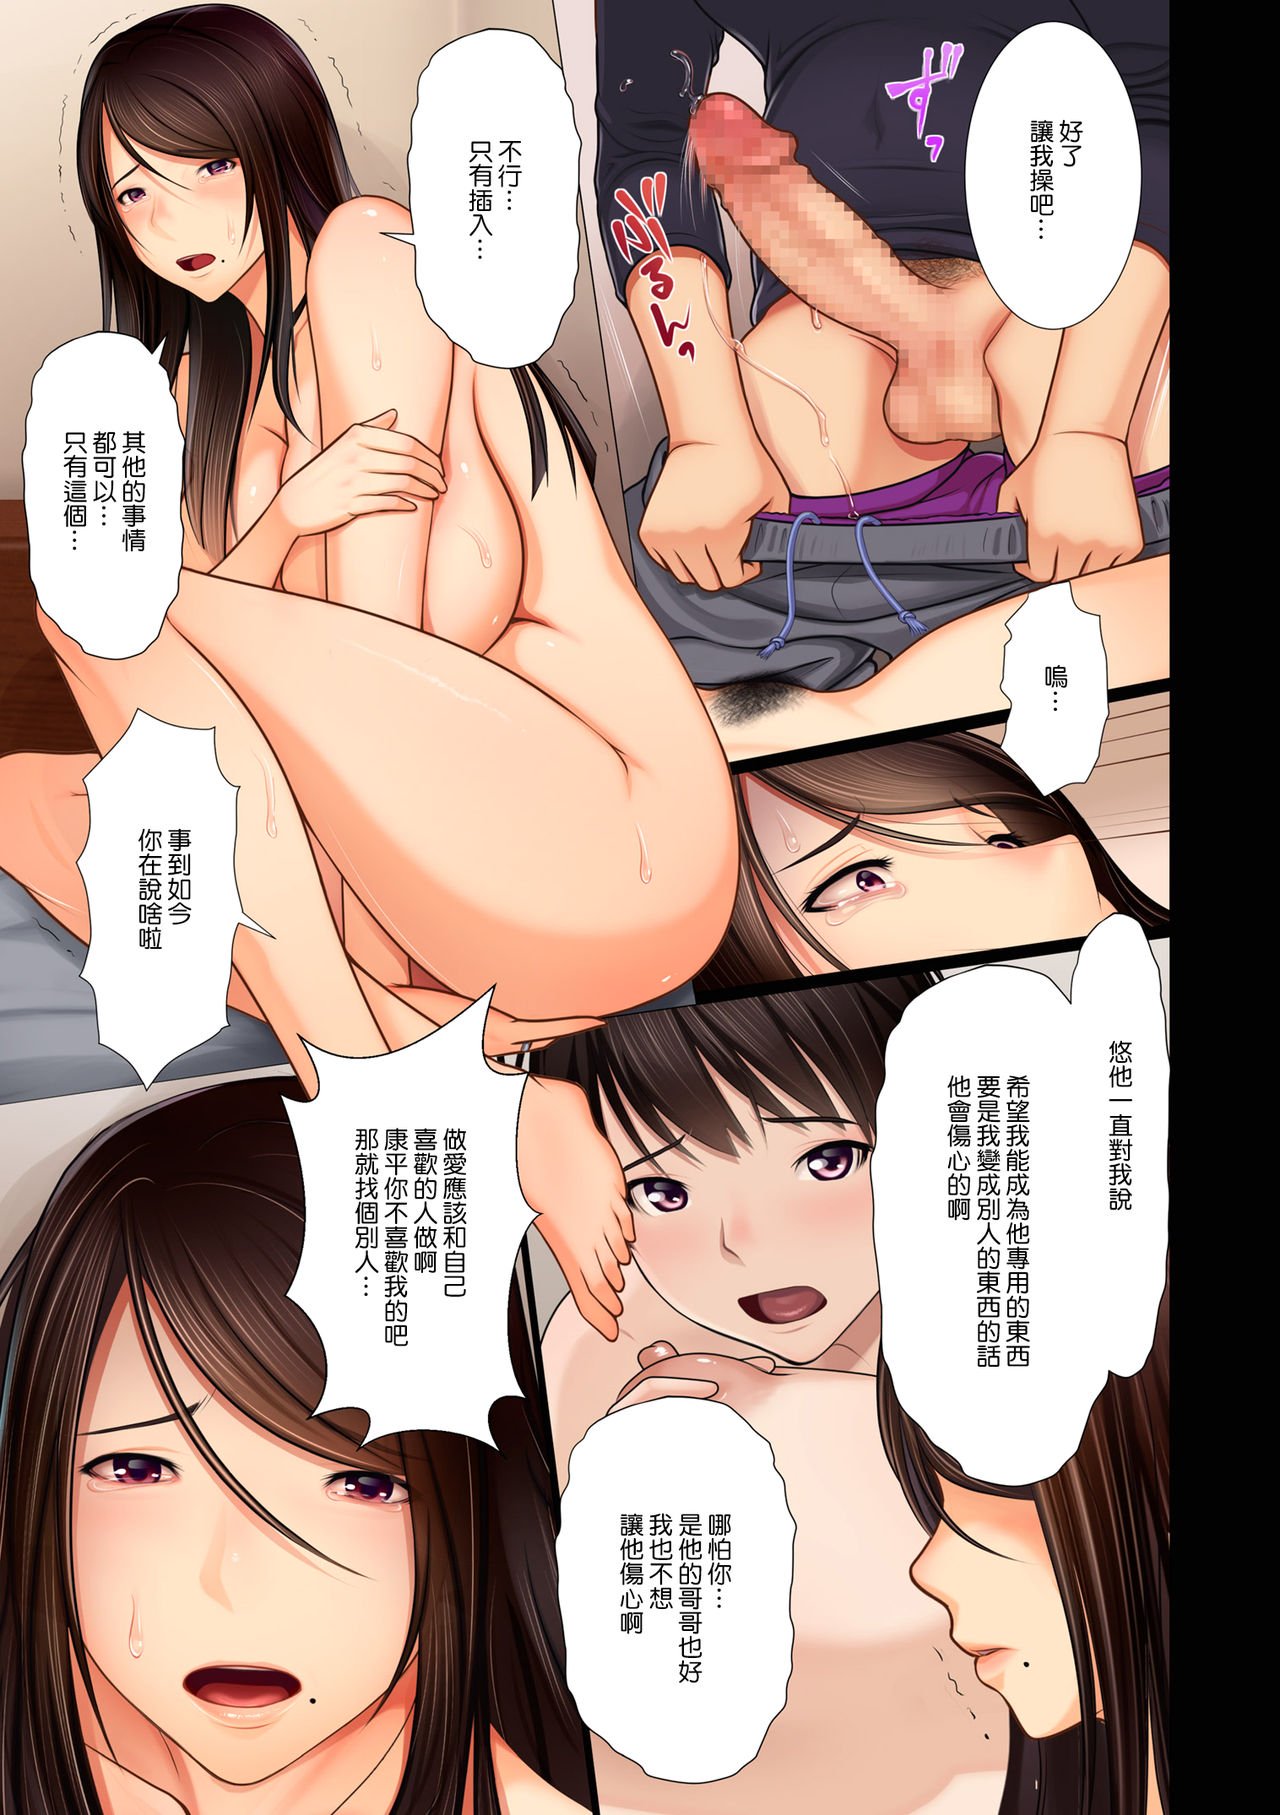 好了
讓我操吧…
ずっ
ぶるんっ
不行…
只有插入…
其他的事情
都可以…
只有這個…
嗚…
事到如今
你在說啥啦
悠他一直對我說
希望我能成為他專用的東西
要是我變成別人的東西的話
他會傷心的啊
哪怕你…
是他的哥哥也好
我也不想
讓他傷心啊
做愛應該和自己
喜歡的人做啊
康平你不喜歡我的吧
那就找個別人…